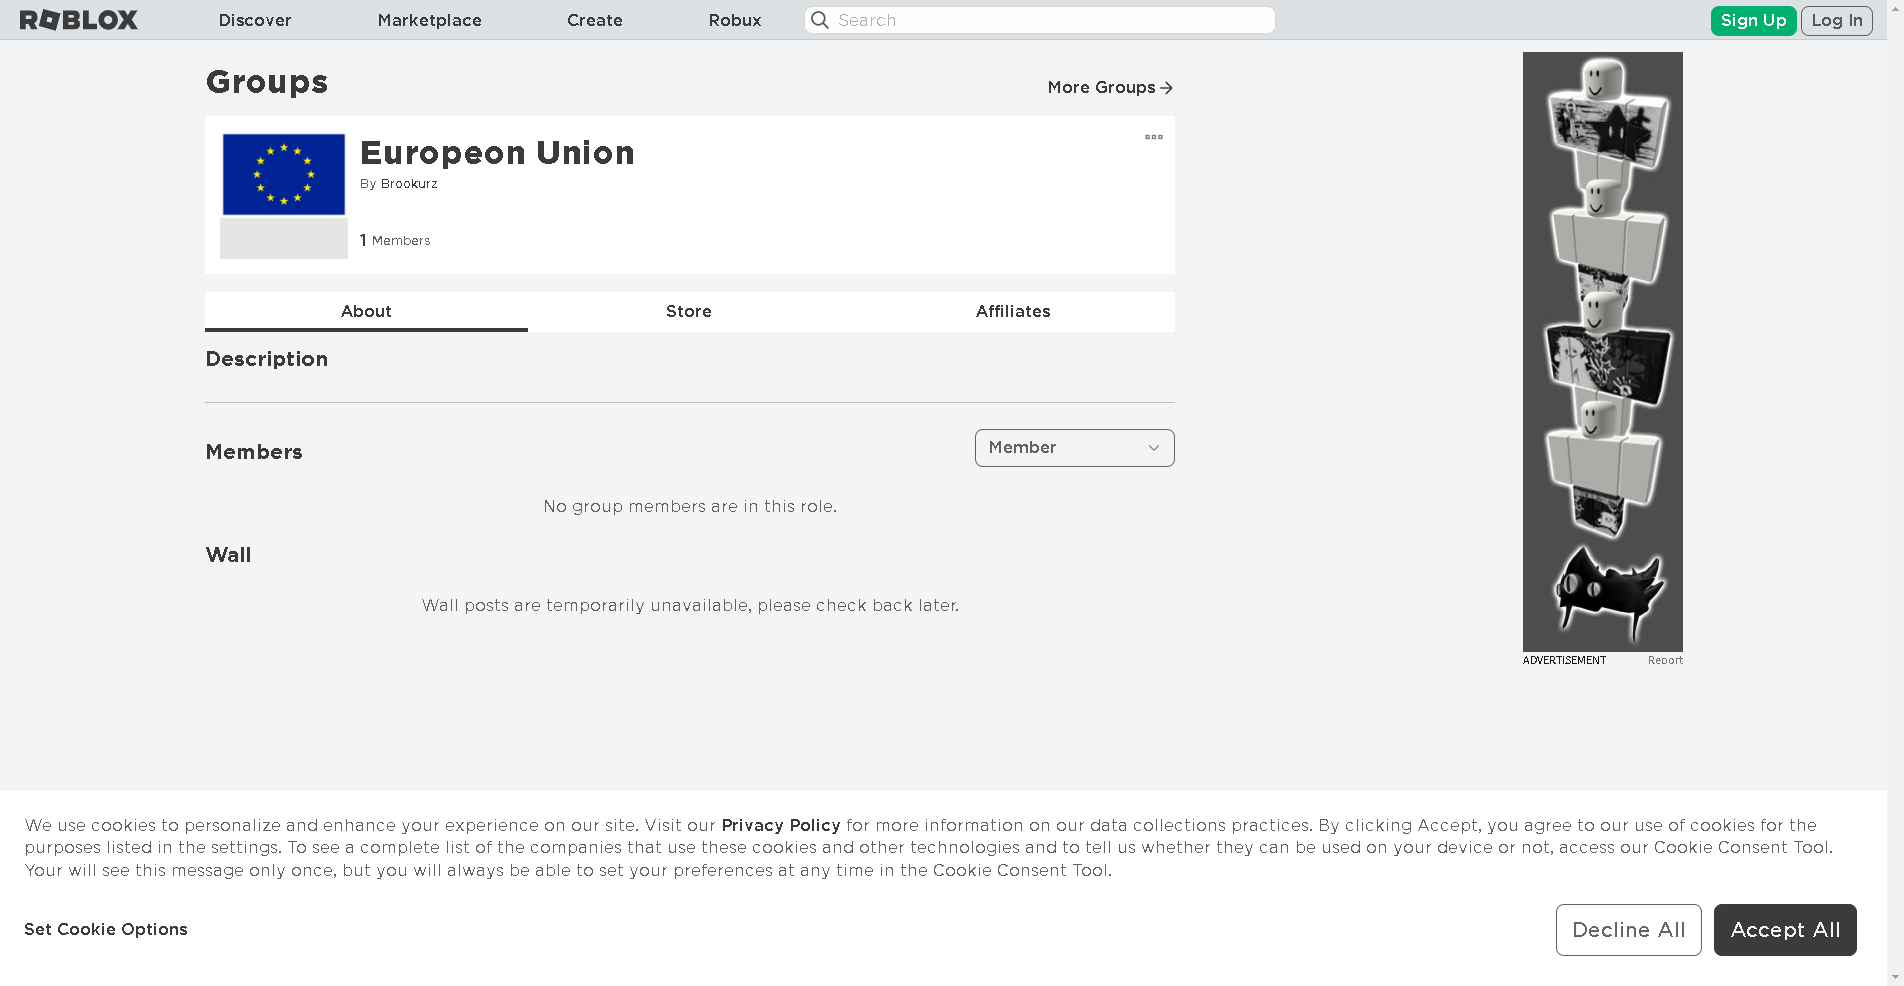 ROBLOX
Discover
Marketplace
Create
Robux
Search
Sign Up
Log In
Groups
More Groups
Europeon Union
By Brookurz
1 Members
About
Store
Affiliates
Description
Members
Member
No group members are in this role.
Wall
Wall posts are temporarily unavailable, please check back later.
ADVERTISEMENT
Report
We use cookies to personalize and enhance your experience on our site. Visit our Privacy Policy for more information on our data collections practices. By clicking Accept, you agree to our use of cookies for the
purposes listed in the settings. To see a complete list of the companies that use these cookies and other technologies and to tell us whether they can be used on your device or not, access our Cookie Consent Tool.
Your will see this message only once, but you will always be able to set your preferences at any time in the Cookie Consent Tool.
Set Cookie Options
Decline All
Accept All